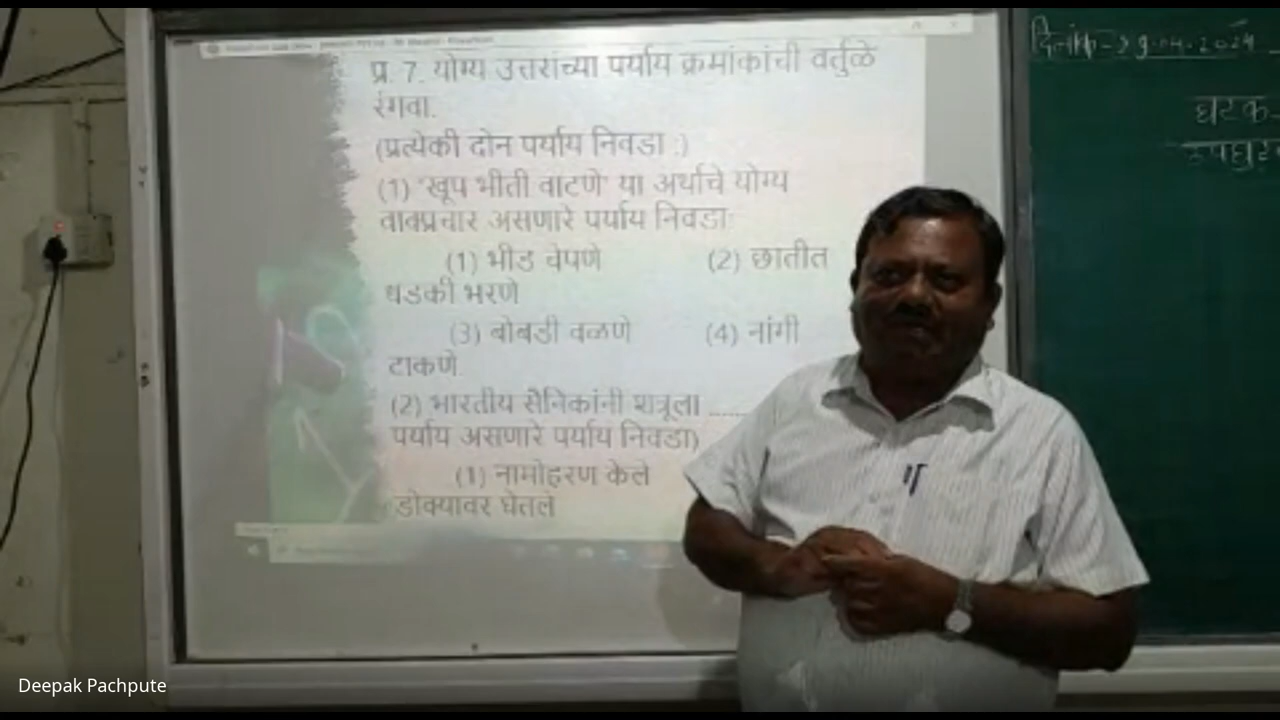 प्र. 7. योग्य उत्तरांच्या पर्याय क्रमांकांची वर्तुळे
रंगवा.
(प्रत्येकी दोन पर्याय निवडा :)
(1) 'खूप भीती वाटणे' या अर्थाचे योग्य
वाक्प्रचार असणारे पर्याय निवडा:
(1) भीड चेपणे (2) छातीत
धडकी भरणे
(3) बोबडी वळणे (4) नांगी
टाकणे.
(2) भारतीय सैनिकांनी शत्रूला ......
पर्याय असणारे पर्याय निवडा)
(1) नामोहरण केले
डोक्यावर घेतले
घटक-
Deepak Pachpute